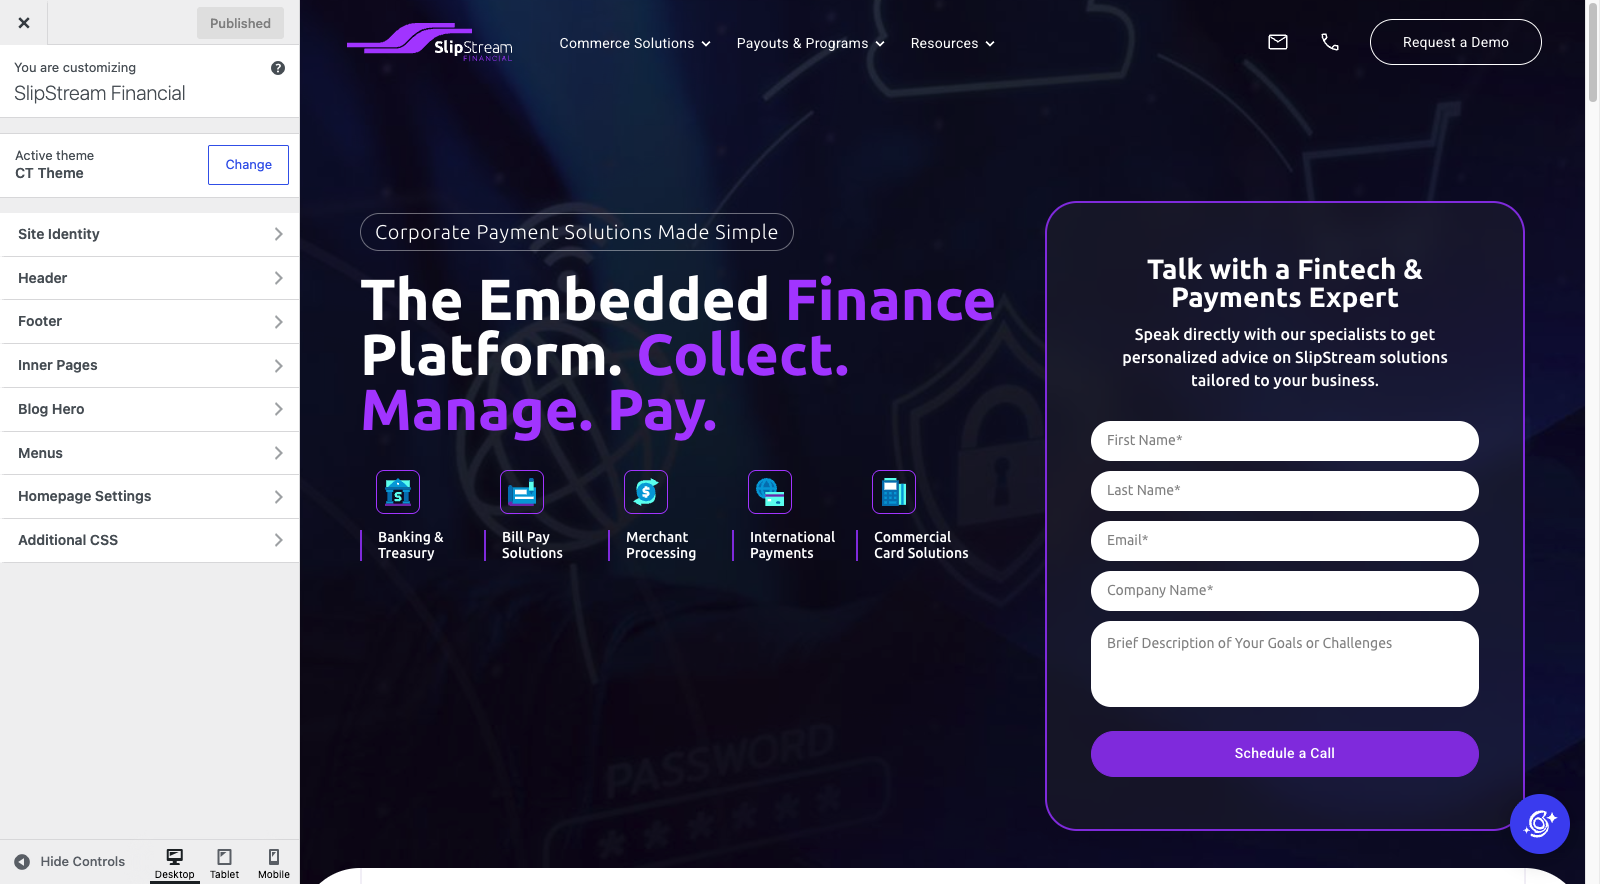 Published
You are customizing
SlipStream Financial
Active theme
CT Theme
Change
Site Identity
Header
Footer
Inner Pages
Blog Hero
Menus
Homepage Settings
Additional CSS
Hide Controls
Desktop
Tablet
Mobile
SlipStream
FINANCIAL
Commerce Solutions
Payouts & Programs
Resources
Request a Demo
Corporate Payment Solutions Made Simple
The Embedded Finance
Platform. Collect.
Manage. Pay.
Banking &
Treasury
Bill Pay
Solutions
Merchant
Processing
International
Payments
Commercial
Card Solutions
PASSWORD
*****
Talk with a Fintech &
Payments Expert
Speak directly with our specialists to get
personalized advice on SlipStream solutions
tailored to your business.
First Name*
Last Name*
Email*
Company Name*
Brief Description of Your Goals or Challenges
Schedule a Call